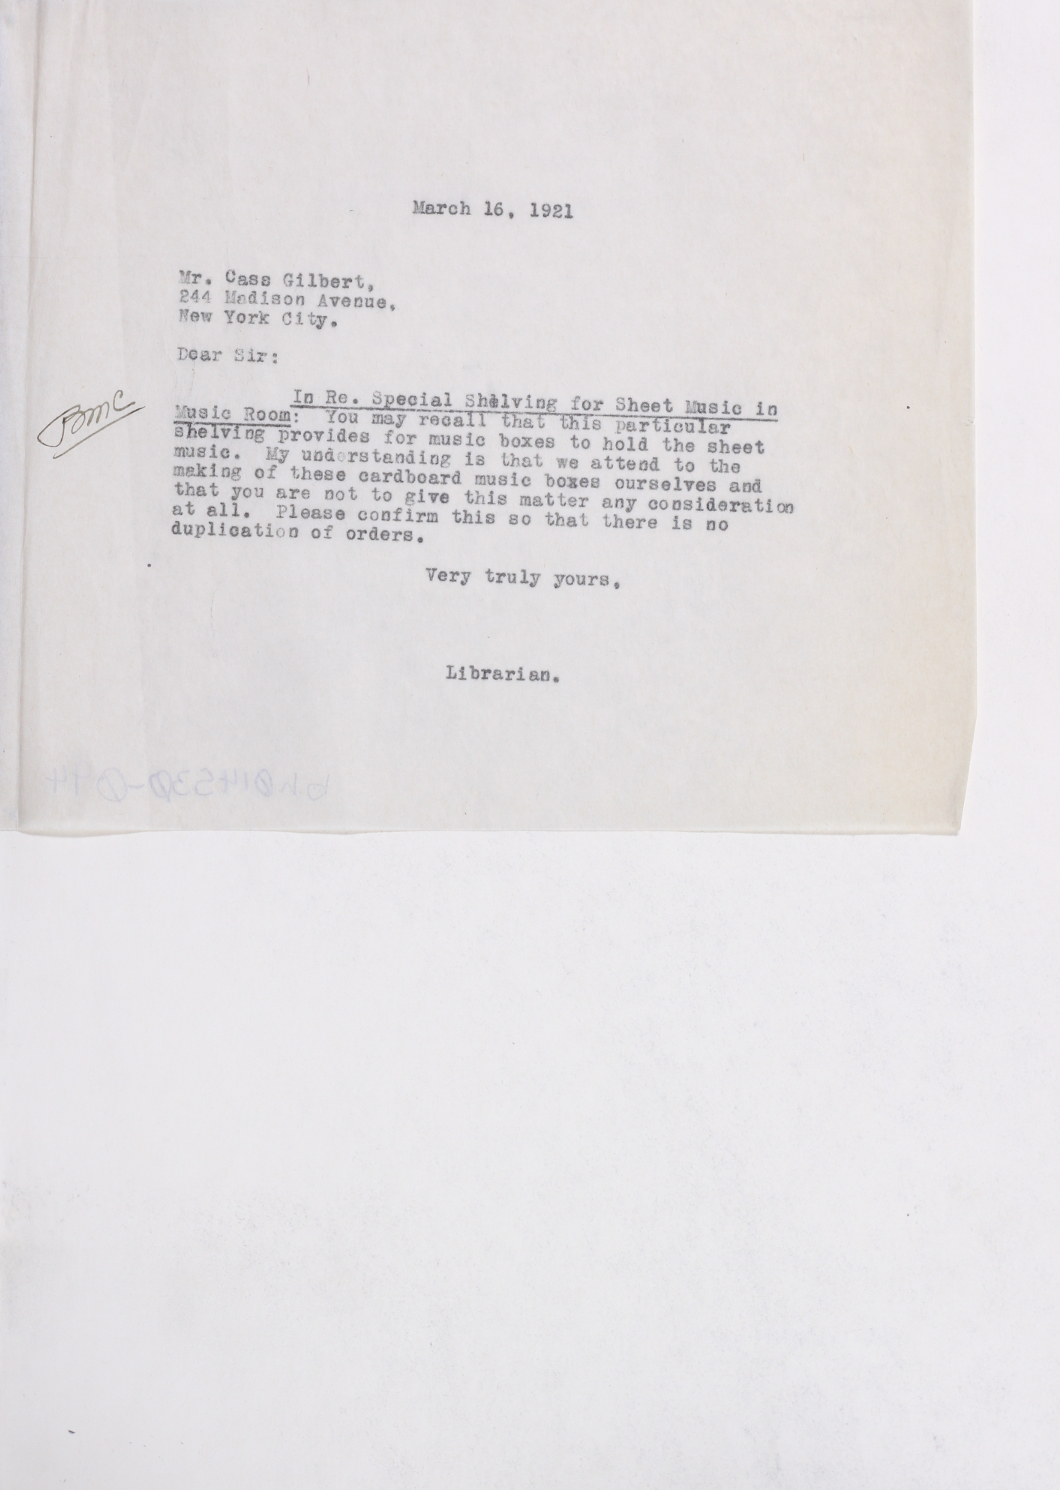 March 16, 1921
Mr. Cass Gilbert,
244 Madison Avenue,
New York City.
Dear Sir:
BMC
In Re. Special Shelving for Sheet Music in
Music Room: You may recall that this particular
shelving provides for music boxes to hold the sheet
music. My understanding is that we attend to the
making of these cardboard music boxes ourselves and
that you are not to give this matter any consideration
at all. Please confirm this so that there is no
duplication of orders.
Very truly yours,
Librarian.